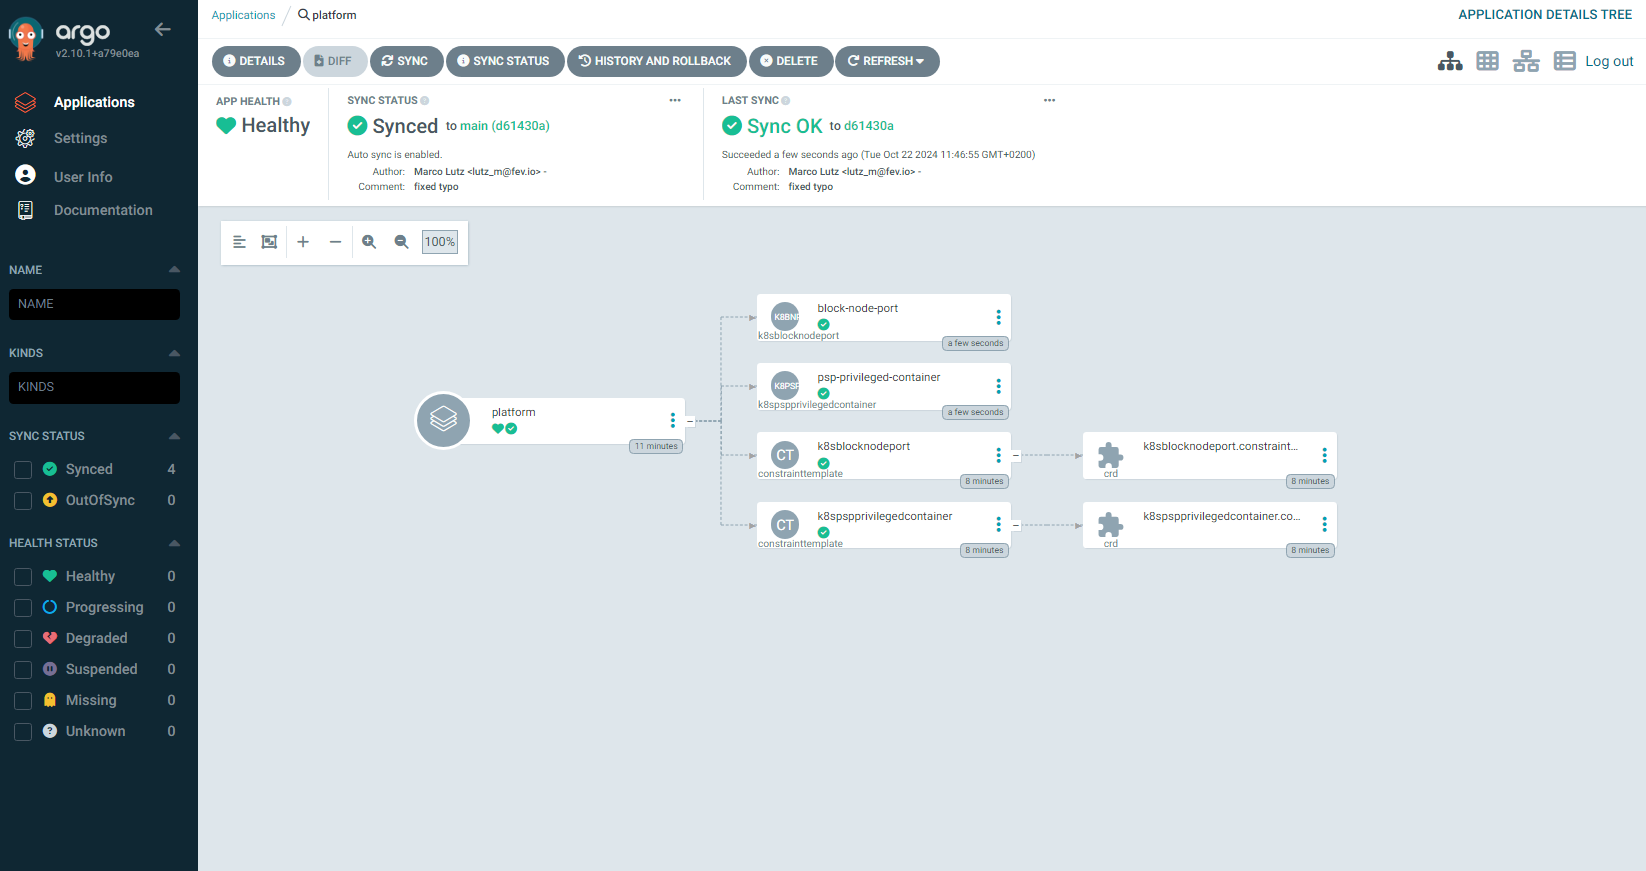 argo
v2.10.1+a79e0ea
Applications
Settings
User Info
Documentation
NAME
NAME
KINDS
KINDS
SYNC STATUS
Synced 4
OutOfSync 0
HEALTH STATUS
Healthy 0
Progressing 0
Degraded 0
Suspended 0
Missing 0
Unknown 0
Applications / platform
APPLICATION DETAILS TREE
DETAILS DIFF SYNC SYNC STATUS HISTORY AND ROLLBACK DELETE REFRESH
Log out
APP HEALTH
Healthy
SYNC STATUS
Synced to main (d61430a)
Auto sync is enabled.
Author: Marco Lutz <lutz_m@fev.io> -
Comment: fixed typo
LAST SYNC
Sync OK to d61430a
Succeeded a few seconds ago (Tue Oct 22 2024 11:46:55 GMT+0200)
Author: Marco Lutz <lutz_m@fev.io> -
Comment: fixed typo
100%
platform
11 minutes
K8BNP
block-node-port
k8sblocknodeport
a few seconds
K8PSP
psp-privileged-container
k8spspprivilegedcontainer
a few seconds
CT
k8sblocknodeport
constrainttemplate
8 minutes
k8sblocknodeport.constraint...
crd
8 minutes
CT
k8spspprivilegedcontainer
constrainttemplate
8 minutes
k8spspprivilegedcontainer.co...
crd
8 minutes